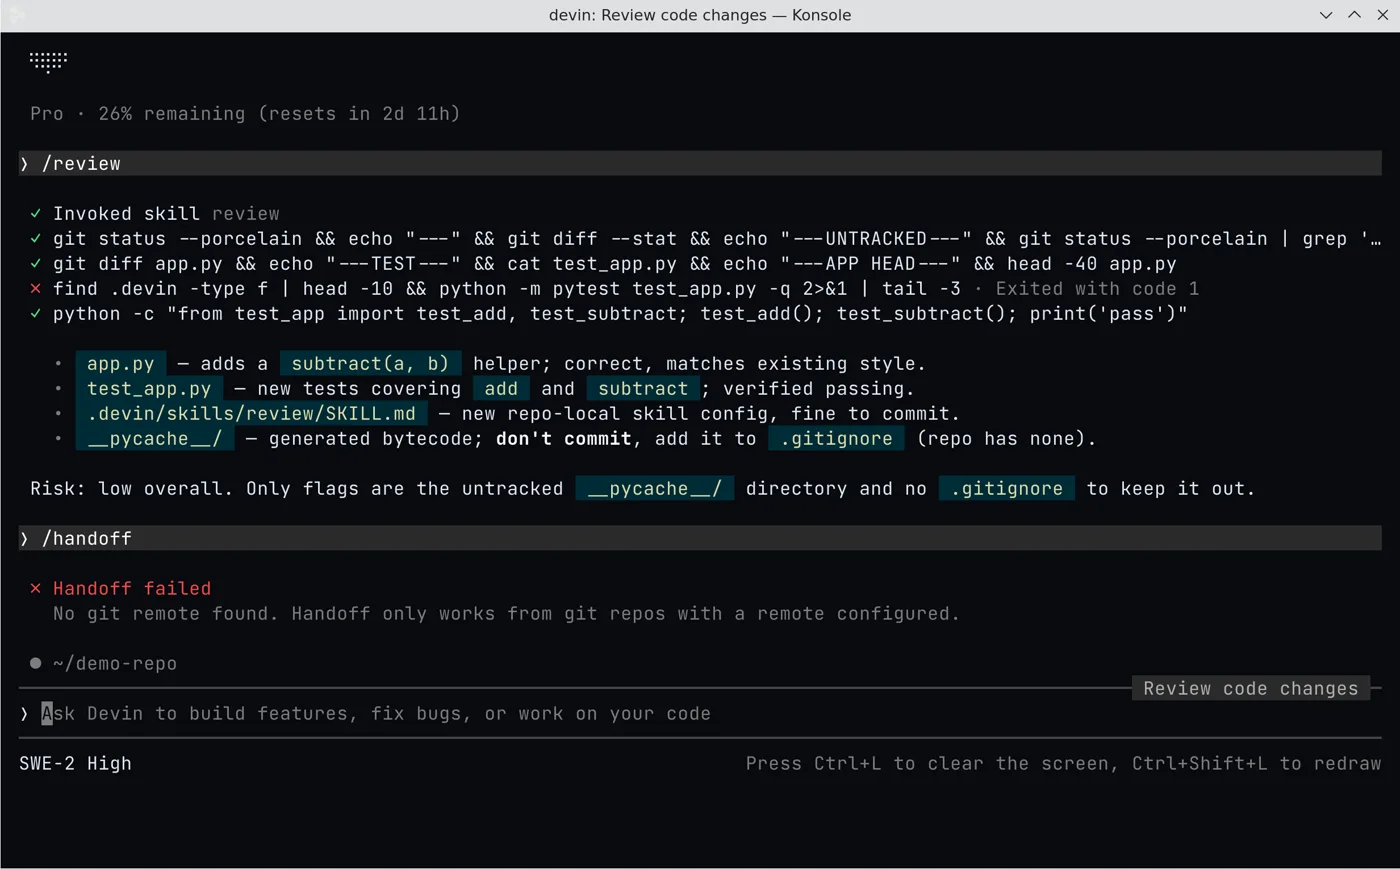 devin: Review code changes — Konsole
Pro · 26% remaining (resets in 2d 11h)
❯ /review
✓ Invoked skill review
✓ git status --porcelain && echo "---" && git diff --stat && echo "---UNTRACKED---" && git status --porcelain | grep '…
✓ git diff app.py && echo "---TEST---" && cat test_app.py && echo "---APP HEAD---" && head -40 app.py
✕ find .devin -type f | head -10 && python -m pytest test_app.py -q 2>&1 | tail -3 · Exited with code 1
✓ python -c "from test_app import test_add, test_subtract; test_add(); test_subtract(); print('pass')"
• app.py — adds a subtract(a, b) helper; correct, matches existing style.
• test_app.py — new tests covering add and subtract; verified passing.
• .devin/skills/review/SKILL.md — new repo-local skill config, fine to commit.
• __pycache__/ — generated bytecode; don't commit, add it to .gitignore (repo has none).
Risk: low overall. Only flags are the untracked __pycache__/ directory and no .gitignore to keep it out.
❯ /handoff
✕ Handoff failed
No git remote found. Handoff only works from git repos with a remote configured.
● ~/demo-repo
Review code changes
❯ Ask Devin to build features, fix bugs, or work on your code
SWE-2 High Press Ctrl+L to clear the screen, Ctrl+Shift+L to redraw